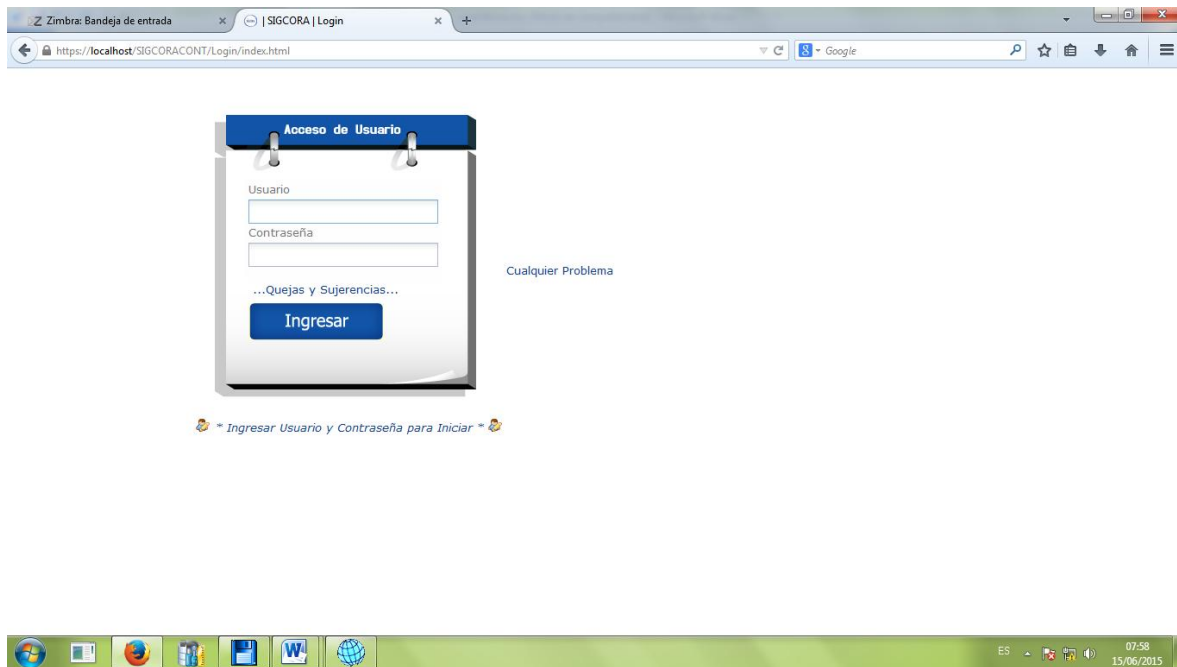 Zimbra: Bandeja de entrada
| SIGCORA | Login
https://localhost/SIGCORACONT/Login/index.html
Google
Acceso de Usuario
Usuario
Contraseña
Cualquier Problema
...Quejas y Sujerencias...
Ingresar
* Ingresar Usuario y Contraseña para Iniciar *
ES
07:58
15/06/2015